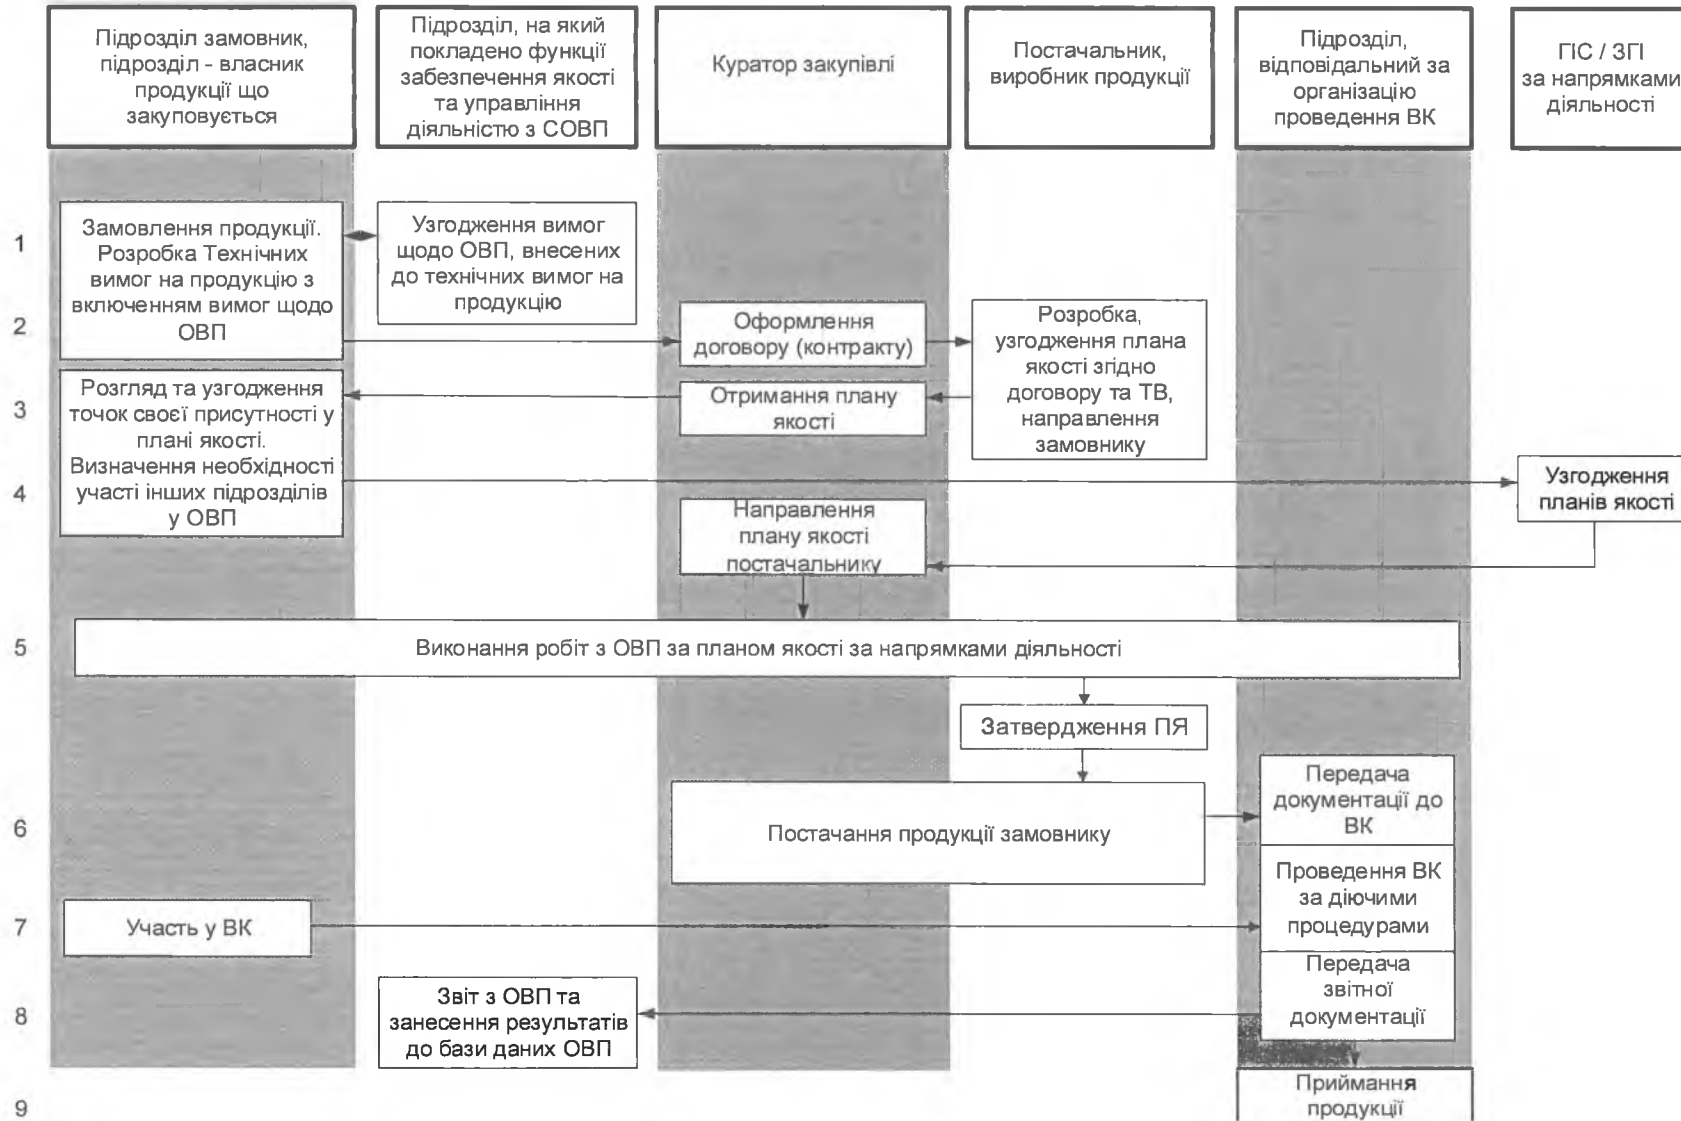 Підрозділ замовник,
підрозділ - власник
продукції що
закуповується
Підрозділ, на який
покладено функції
забезпечення якості
та управління
діяльністю з СОВП
Куратор закупівлі
Постачальник,
виробник продукції
Підрозділ,
відповідальний за
організацію
проведення ВК
ГІС / ЗГІ
за напрямками
діяльності
1
Замовлення продукції.
Розробка Технічних
вимог на продукцію з
включенням вимог щодо
ОВП
Узгодження вимог
щодо ОВП, внесених
до технічних вимог на
продукцію
2
Оформлення
договору (контракту)
Розробка,
узгодження плана
якості згідно
договору та ТВ,
направлення
замовнику
3
Розгляд та узгодження
точок своєї присутності у
плані якості.
Визначення необхідності
участі інших підрозділів
у ОВП
Отримання плану
якості
4
Узгодження
планів якості
Направлення
плану якості
постачальнику
5
Виконання робіт з ОВП за планом якості за напрямками діяльності
Затвердження ПЯ
6
Постачання продукції замовнику
Передача
документації до
ВК
7
Участь у ВК
Проведення ВК
за діючими
процедурами
8
Звіт з ОВП та
занесення результатів
до бази даних ОВП
Передача
звітної
документації
9
Приймання
продукції